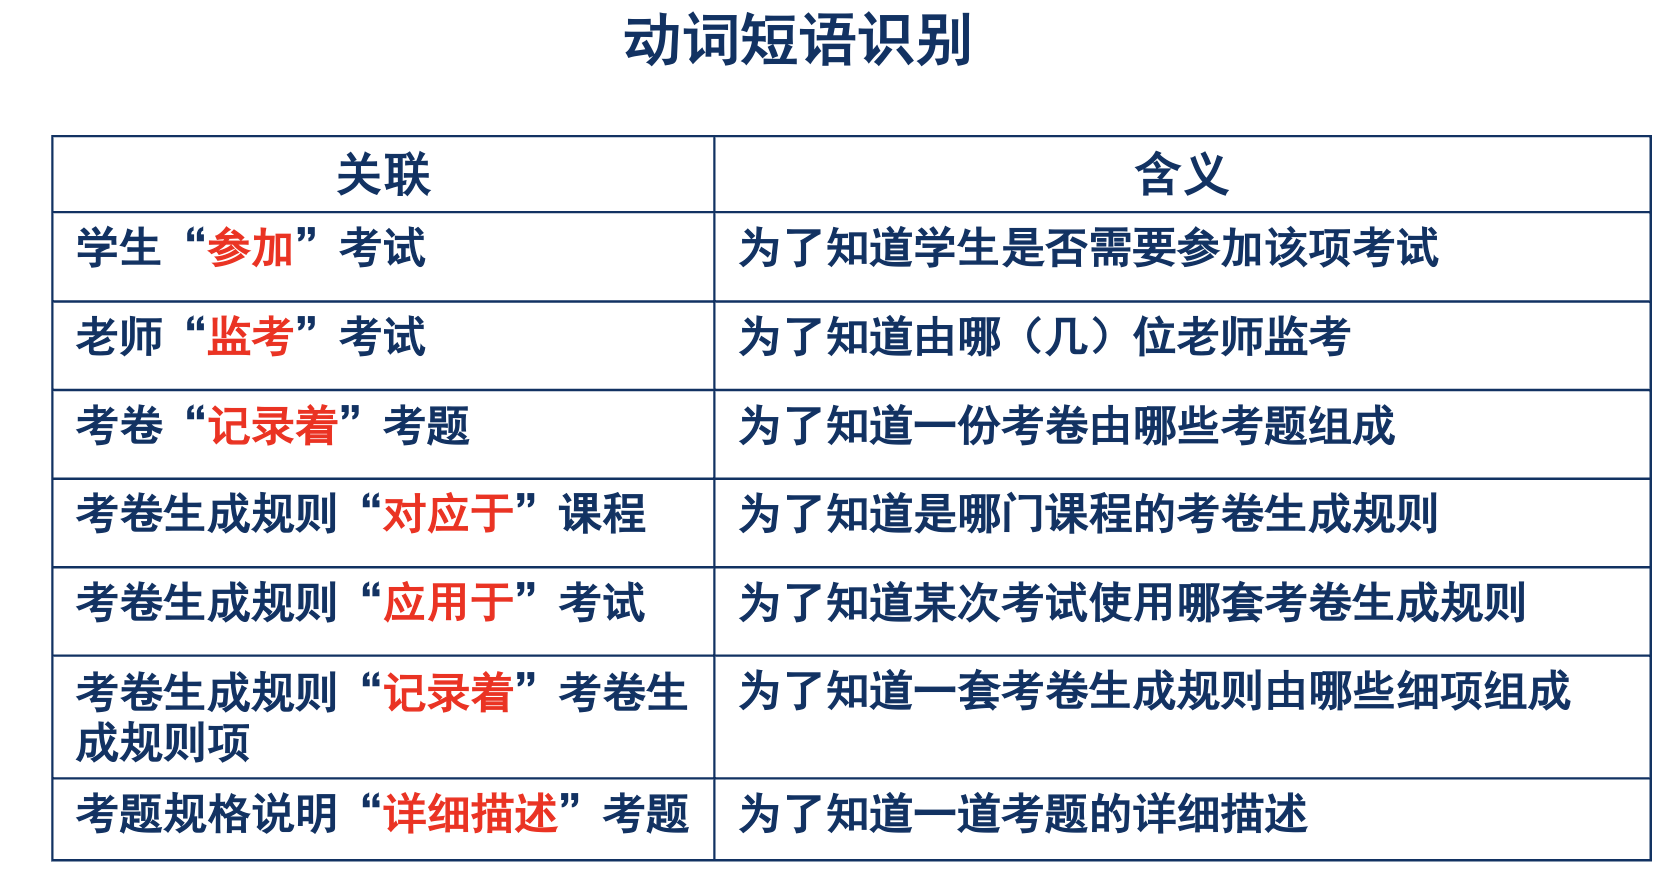 动词短语识别
关联
含义
学生“参加”考试
为了知道学生是否需要参加该项考试
老师“监考”考试
为了知道由哪（几）位老师监考
考卷“记录着”考题
为了知道一份考卷由哪些考题组成
考卷生成规则“对应于”课程
为了知道是哪门课程的考卷生成规则
考卷生成规则“应用于”考试
为了知道某次考试使用哪套考卷生成规则
考卷生成规则“记录着”考卷生
成规则项
为了知道一套考卷生成规则由哪些细项组成
考题规格说明“详细描述”考题
为了知道一道考题的详细描述